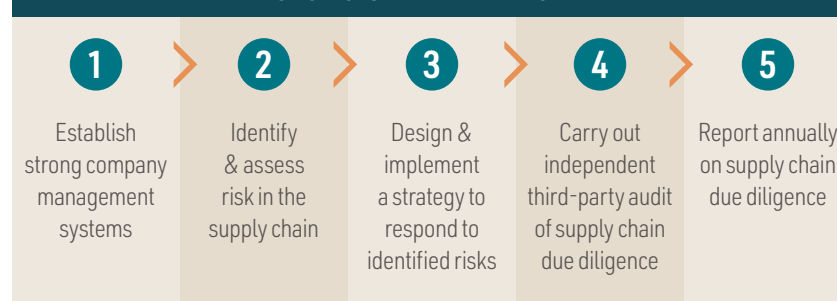 1
Establish
strong company
management
systems
2
Identify
& assess
risk in the
supply chain
3
Design &
implement
a strategy to
respond to
identified risks
4
Carry out
independent
third-party audit
of supply chain
due diligence
5
Report annually
on supply chain
due diligence